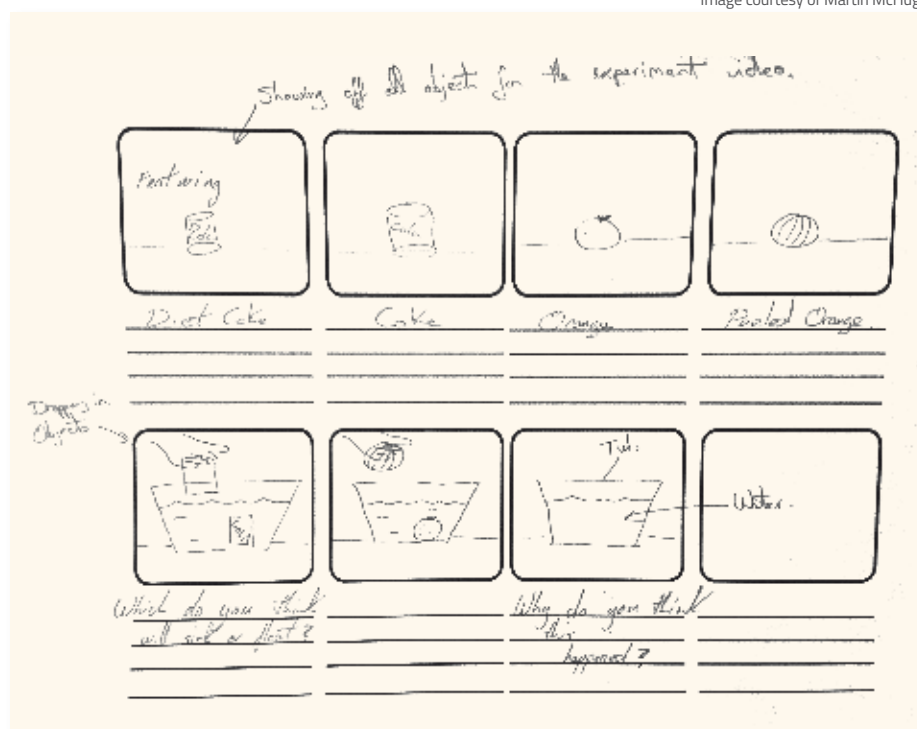 Image courtesy of Martin McHug
Showing off all objects for the experiment video.
Featuring
Diet Coke
Coke
Orange
Peeled Orange.
Dropping in
Objects
Tub.
Water.
Which do you think
will sink or float?
Why do you think
this
happened?